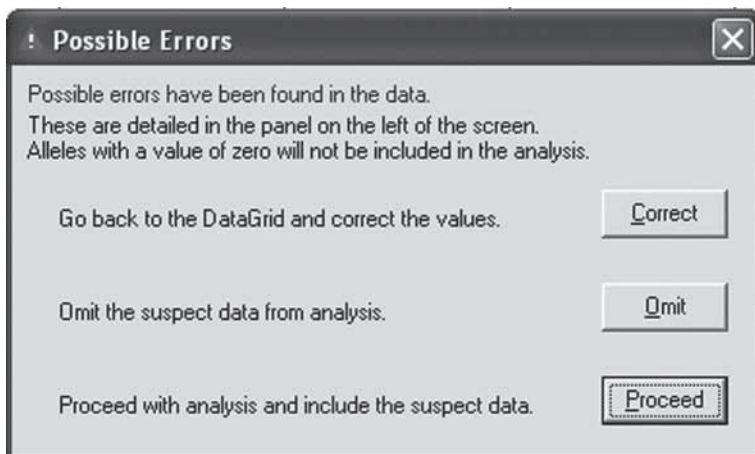 Possible Errors
Possible errors have been found in the data.
These are detailed in the panel on the left of the screen.
Alleles with a value of zero will not be included in the analysis.
Go back to the DataGrid and correct the values.
Correct
Omit the suspect data from analysis.
Omit
Proceed with analysis and include the suspect data.
Proceed